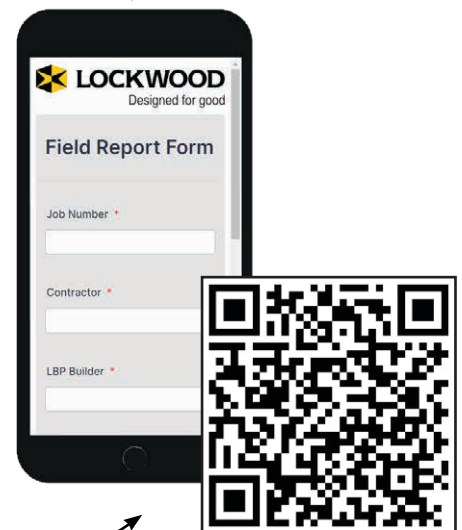 LOCKWOOD
Designed for good
Field Report Form
Job Number *
Contractor *
LBP Builder *